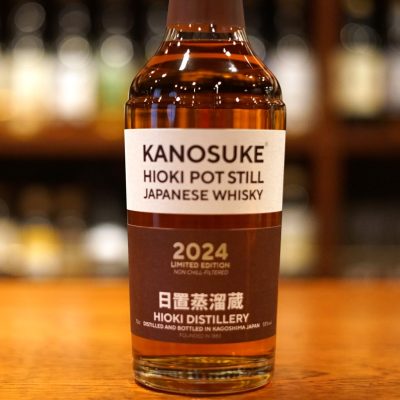 KANOSUKE®
HIOKI POT STILL
JAPANESE WHISKY
2024
LIMITED EDITION
NON CHILL-FILTERED
日置蒸溜蔵
HIOKI DISTILLERY
DISTILLED AND BOTTLED IN KAGOSHIMA JAPAN
FOUNDED IN 1883